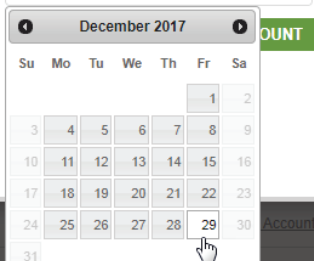 December 2017
OUNT
Su Mo Tu We Th Fr Sa
1 2
3 4 5 6 7 8 9
10 11 12 13 14 15 16
17 18 19 20 21 22 23
24 25 26 27 28 29 30
Account
31